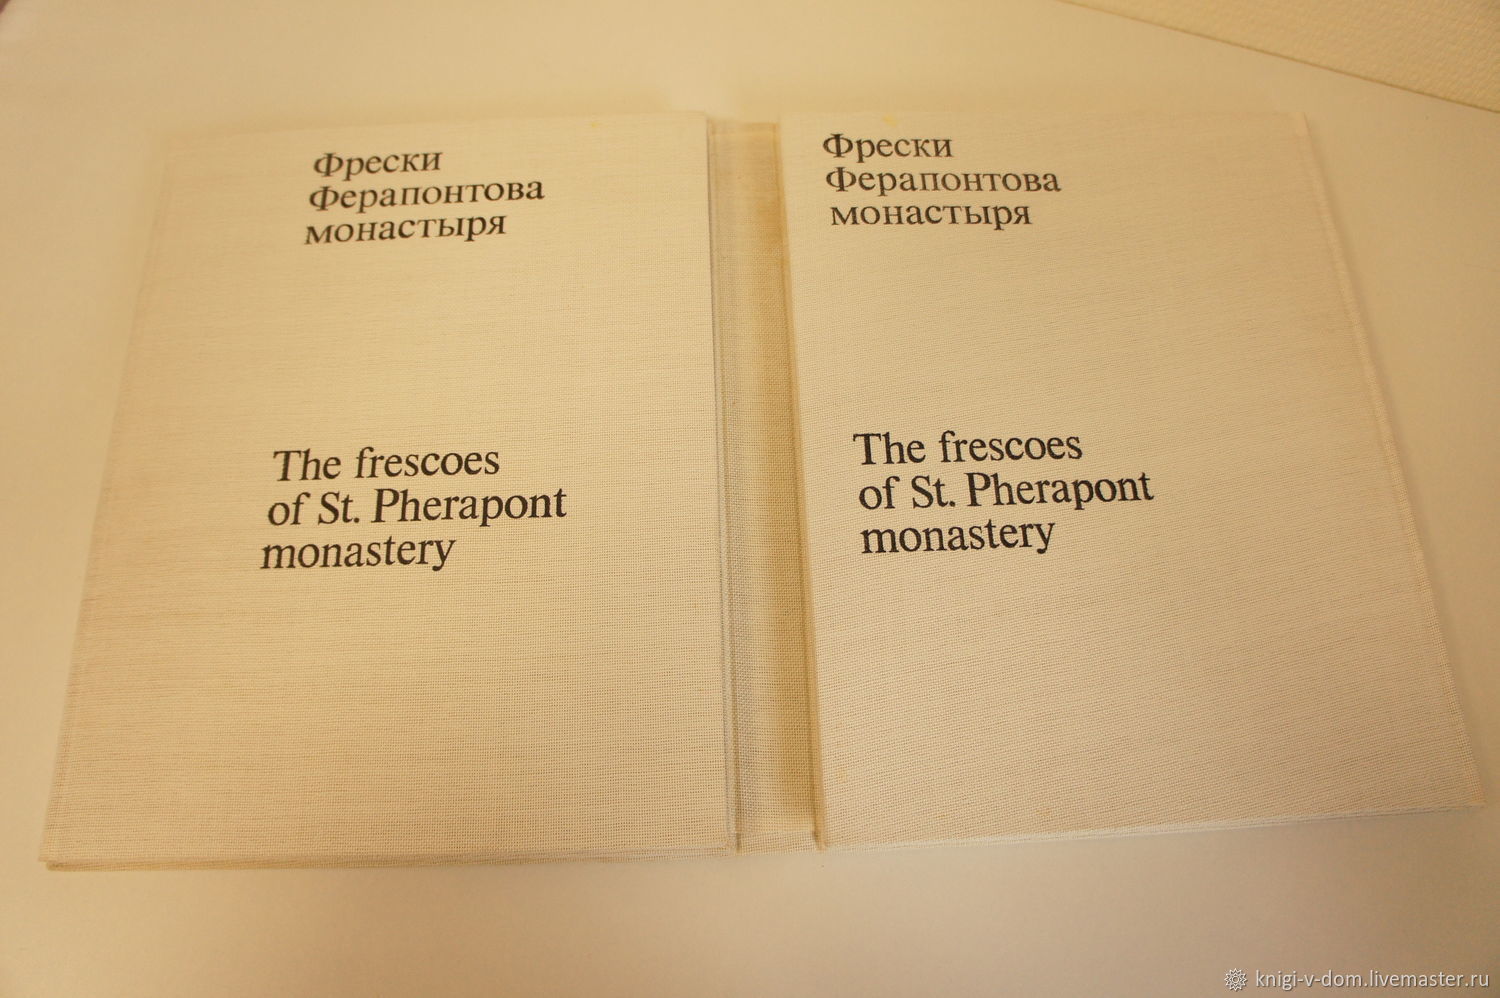 Фрески
Ферапонтова
монастыря
The frescoes
of St. Pherapont
monastery
Фрески
Ферапонтова
монастыря
The frescoes
of St. Pherapont
monastery
knigi-v-dom.livemaster.ru